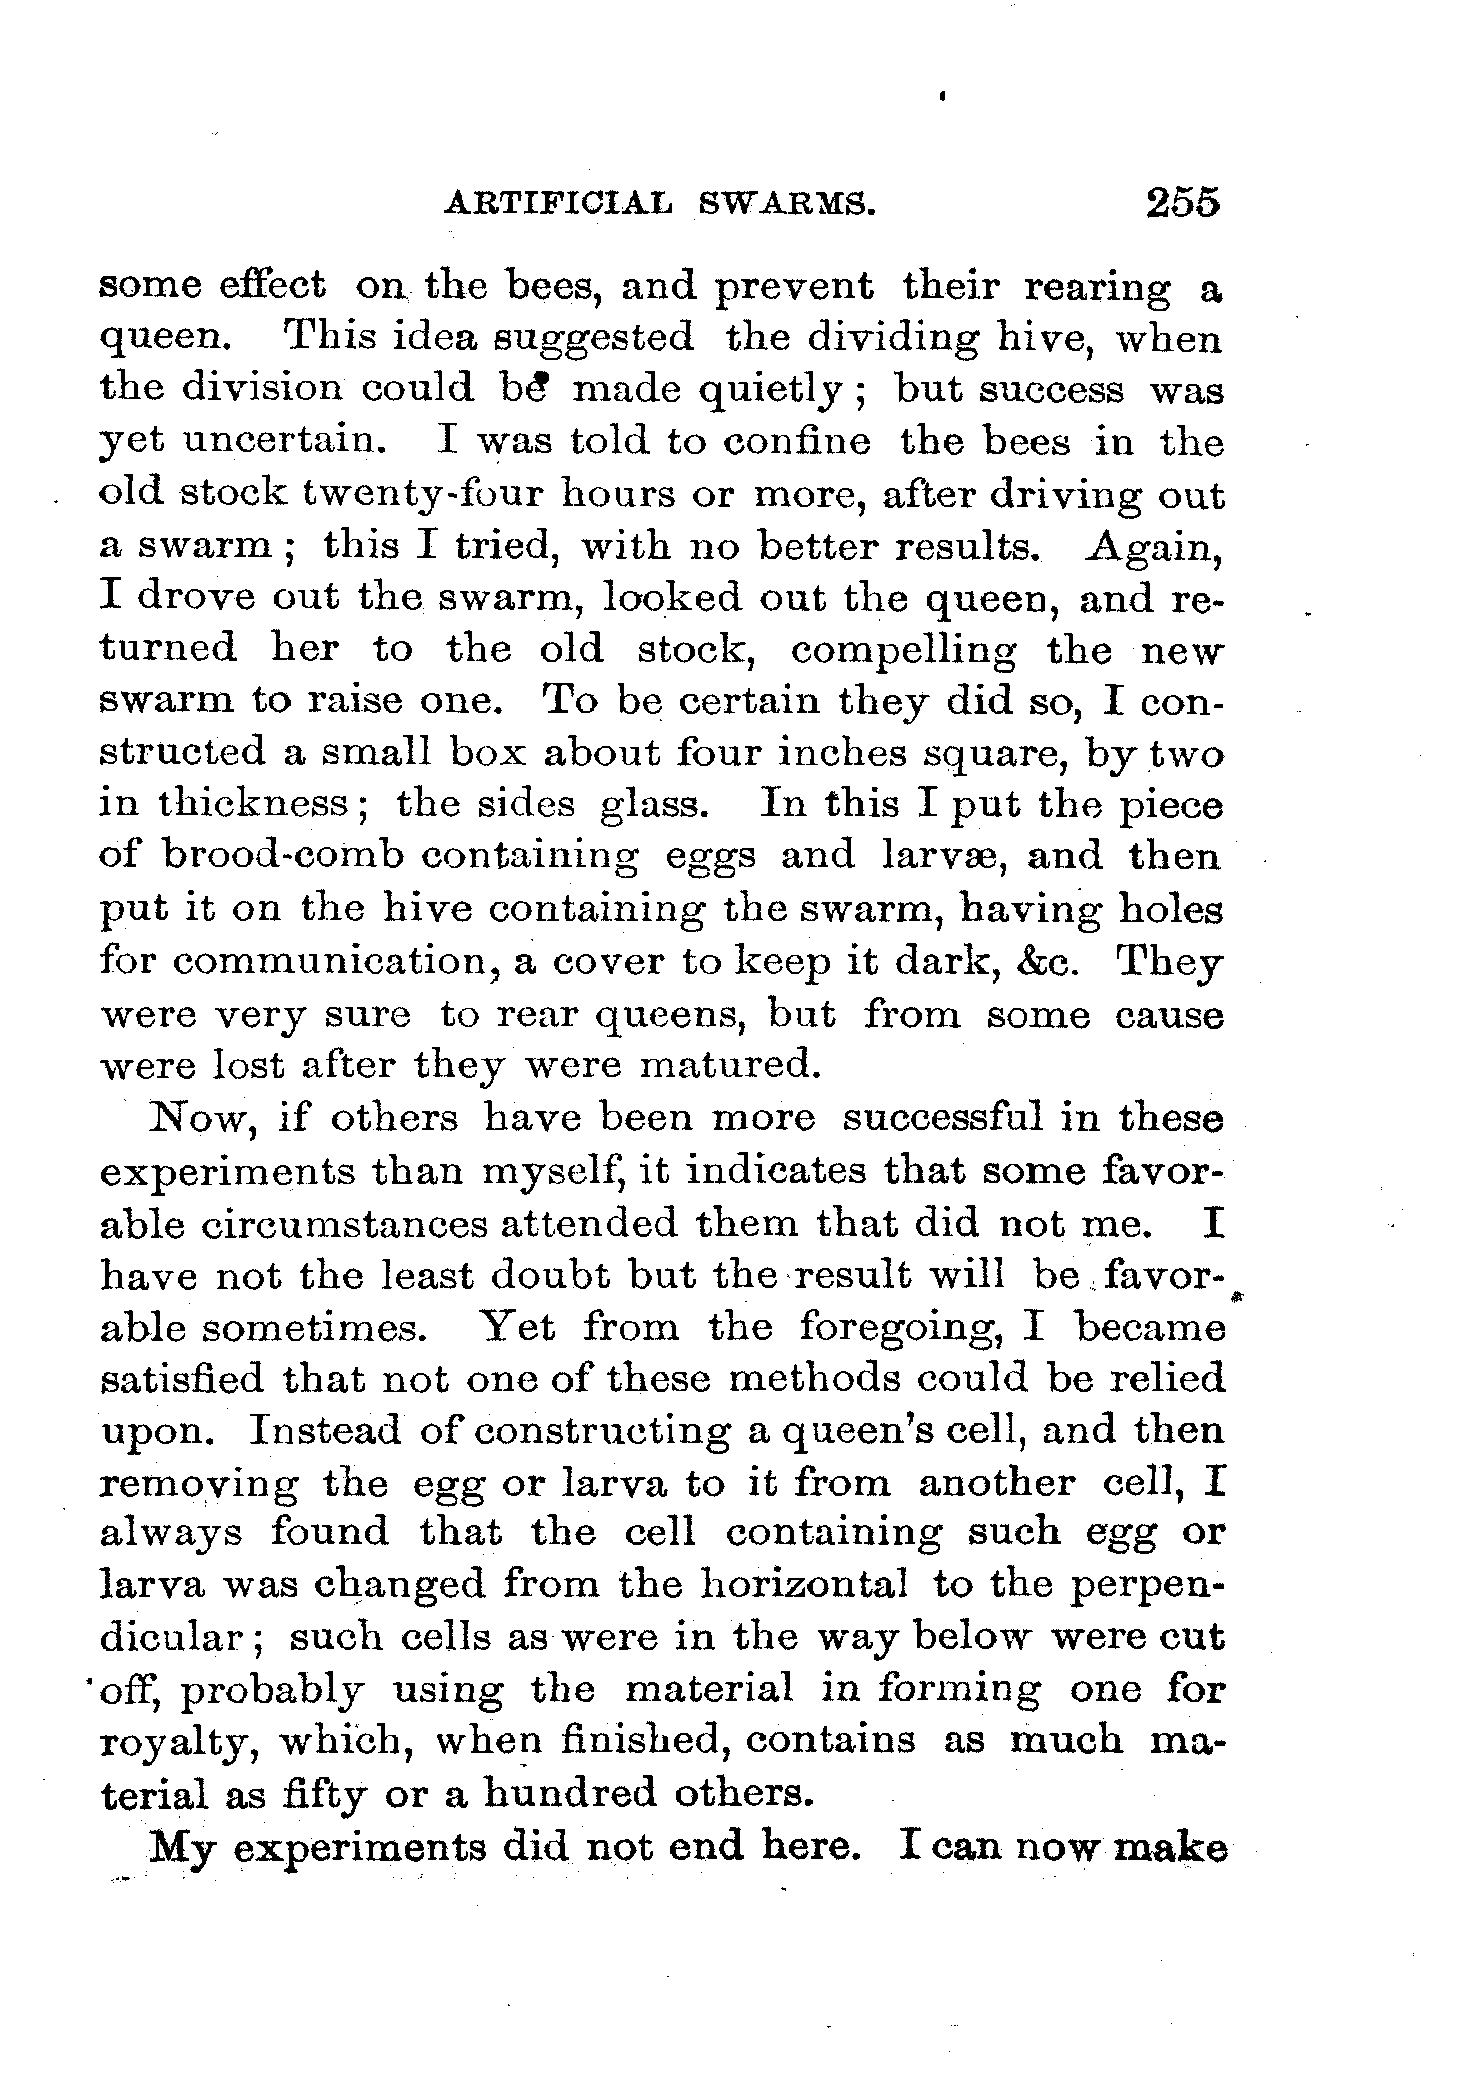 ARTIFICIAL SWARMS. 255
some effect on the bees, and prevent their rearing a
queen. This idea suggested the dividing hive, when
the division could be made quietly ; but success was
yet uncertain. I was told to confine the bees in the
old stock twenty-four hours or more, after driving out
a swarm ; this I tried, with no better results. Again,
I drove out the swarm, looked out the queen, and re-
turned her to the old stock, compelling the new
swarm to raise one. To be certain they did so, I con-
structed a small box about four inches square, by two
in thickness ; the sides glass. In this I put the piece
of brood-comb containing eggs and larvæ, and then
put it on the hive containing the swarm, having holes
for communication, a cover to keep it dark, &c. They
were very sure to rear queens, but from some cause
were lost after they were matured.
Now, if others have been more successful in these
experiments than myself, it indicates that some favor-
able circumstances attended them that did not me. I
have not the least doubt but the result will be favor-
able sometimes. Yet from the foregoing, I became
satisfied that not one of these methods could be relied
upon. Instead of constructing a queen's cell, and then
removing the egg or larva to it from another cell, I
always found that the cell containing such egg or
larva was changed from the horizontal to the perpen-
dicular ; such cells as were in the way below were cut
off, probably using the material in forming one for
royalty, which, when finished, contains as much ma-
terial as fifty or a hundred others.
My experiments did not end here. I can now make